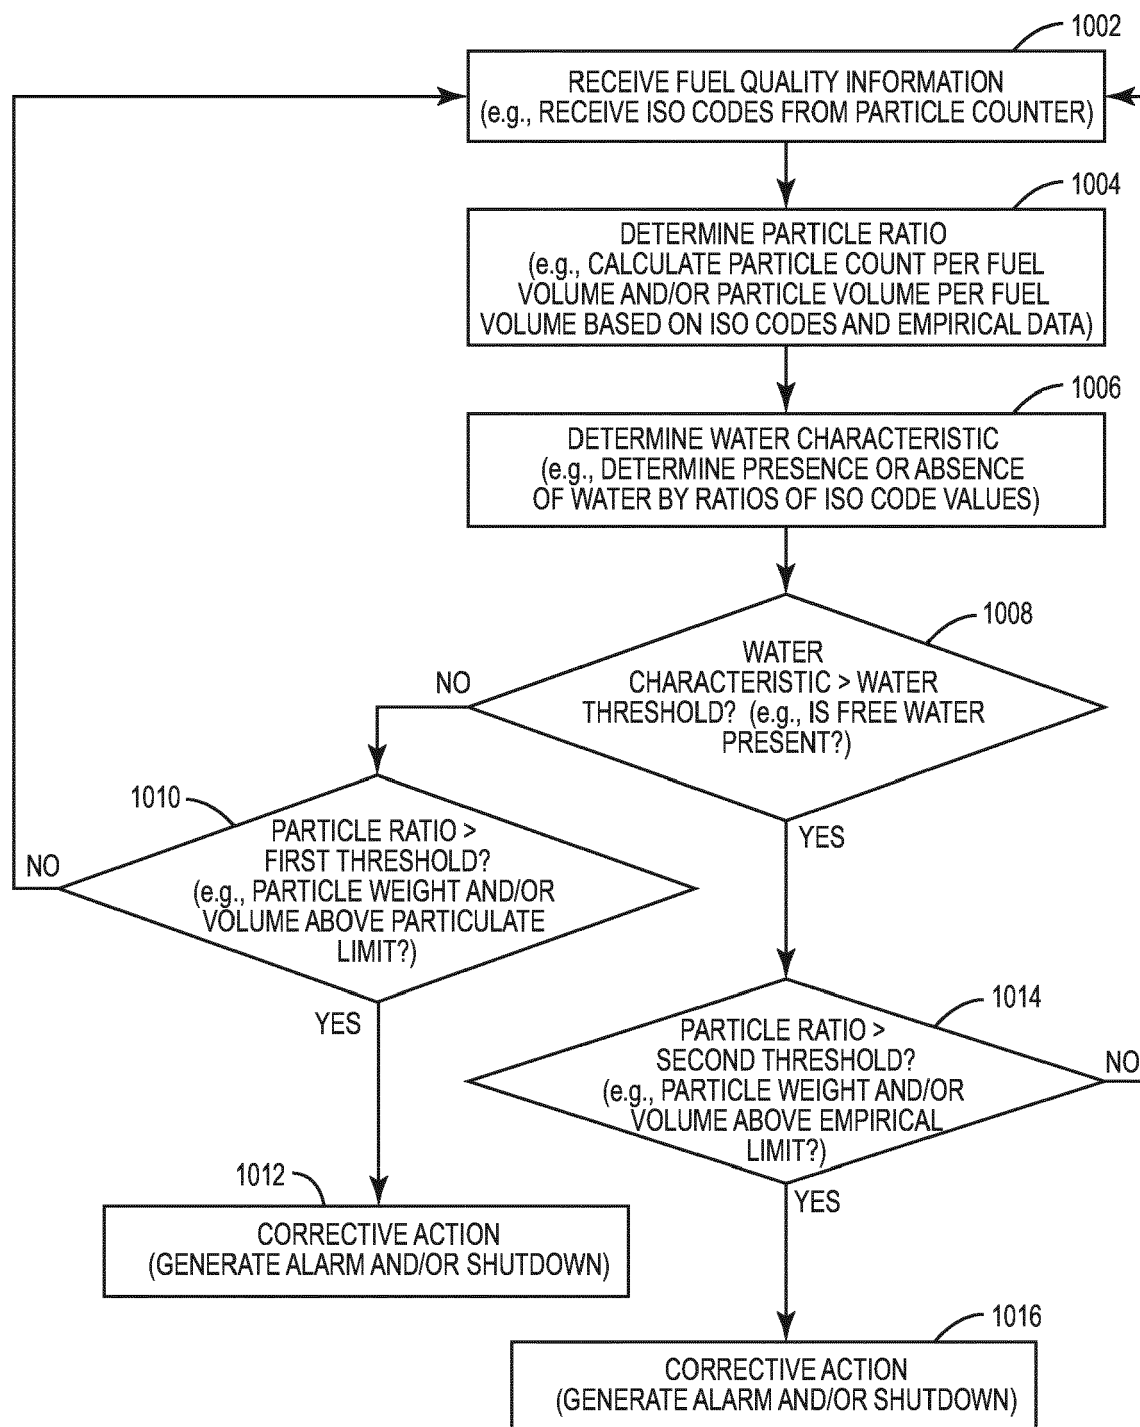 1002
RECEIVE FUEL QUALITY INFORMATION
(e.g., RECEIVE ISO CODES FROM PARTICLE COUNTER)
1004
DETERMINE PARTICLE RATIO
(e.g., CALCULATE PARTICLE COUNT PER FUEL
VOLUME AND/OR PARTICLE VOLUME PER FUEL
VOLUME BASED ON ISO CODES AND EMPIRICAL DATA)
1006
DETERMINE WATER CHARACTERISTIC
(e.g., DETERMINE PRESENCE OR ABSENCE
OF WATER BY RATIOS OF ISO CODE VALUES)
1008
WATER
CHARACTERISTIC > WATER
THRESHOLD? (e.g., IS FREE WATER
PRESENT?)
NO
YES
1010
PARTICLE RATIO >
FIRST THRESHOLD?
(e.g., PARTICLE WEIGHT AND/OR
VOLUME ABOVE PARTICULATE
LIMIT?)
NO
YES
1014
PARTICLE RATIO >
SECOND THRESHOLD?
(e.g., PARTICLE WEIGHT AND/OR
VOLUME ABOVE EMPIRICAL
LIMIT?)
NO
YES
1012
CORRECTIVE ACTION
(GENERATE ALARM AND/OR SHUTDOWN)
1016
CORRECTIVE ACTION
(GENERATE ALARM AND/OR SHUTDOWN)